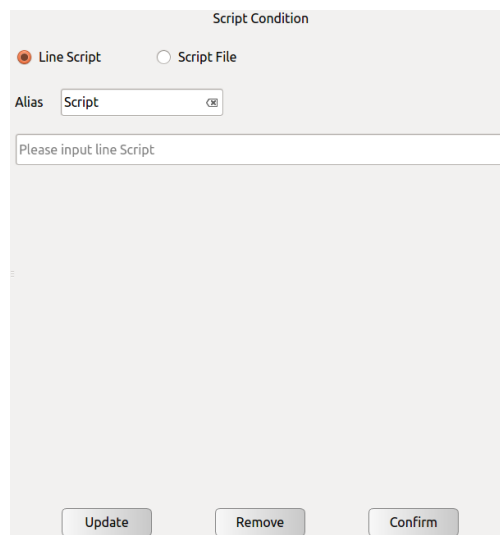 Script Condition
Line Script Script File
Alias Script
Please input line Script
Update Remove Confirm